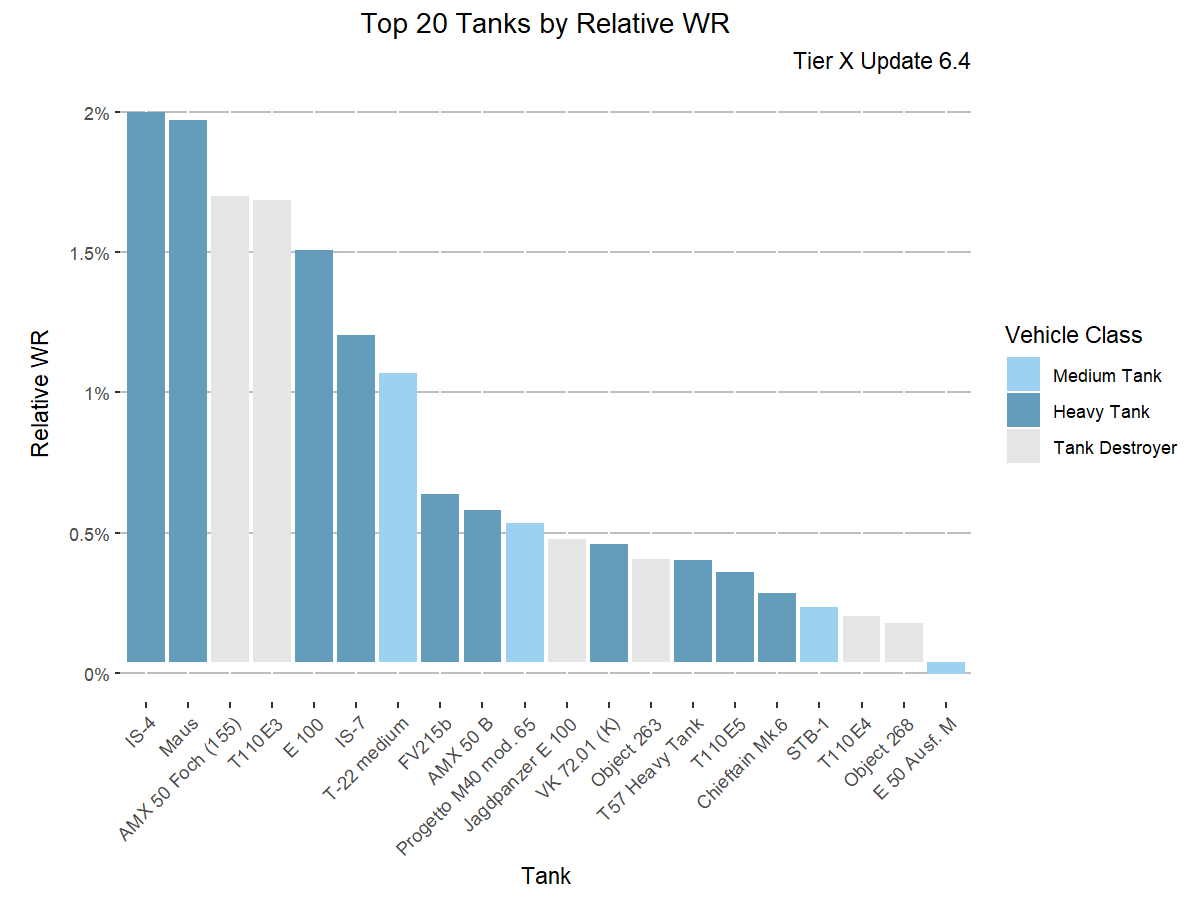 Top 20 Tanks by Relative WR
Tier X Update 6.4
Relative WR
2%
1.5%
1%
0.5%
0%
IS-4
Maus
AMX 50 Foch (155)
T110E3
E 100
IS-7
T-22 medium
FV215b
AMX 50 B
Progetto M40 mod. 65
Jagdpanzer E 100
VK 72.01 (K)
Object 263
T57 Heavy Tank
T110E5
Chieftain Mk.6
STB-1
T110E4
Object 268
E 50 Ausf. M
Tank
Vehicle Class
Medium Tank
Heavy Tank
Tank Destroyer